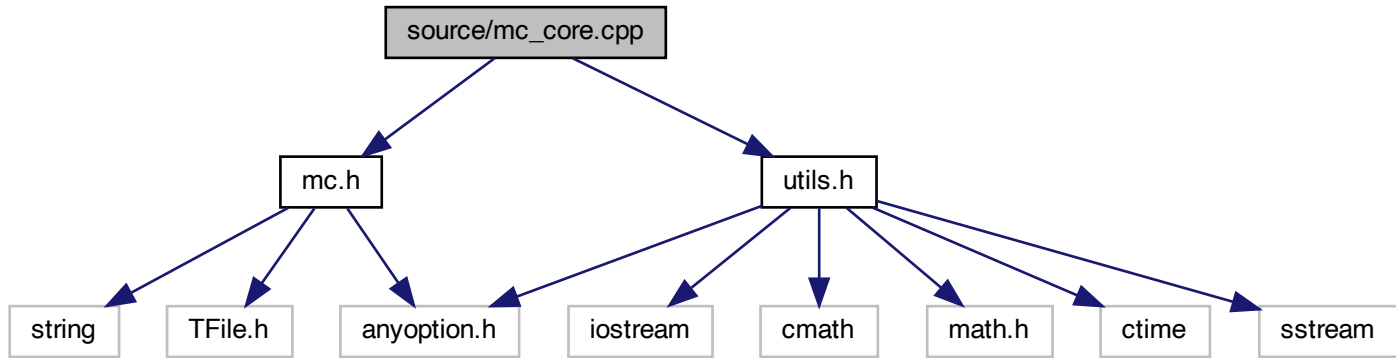 source/mc_core.cpp
mc.h
utils.h
string
TFile.h
anyoption.h
iostream
cmath
math.h
ctime
sstream